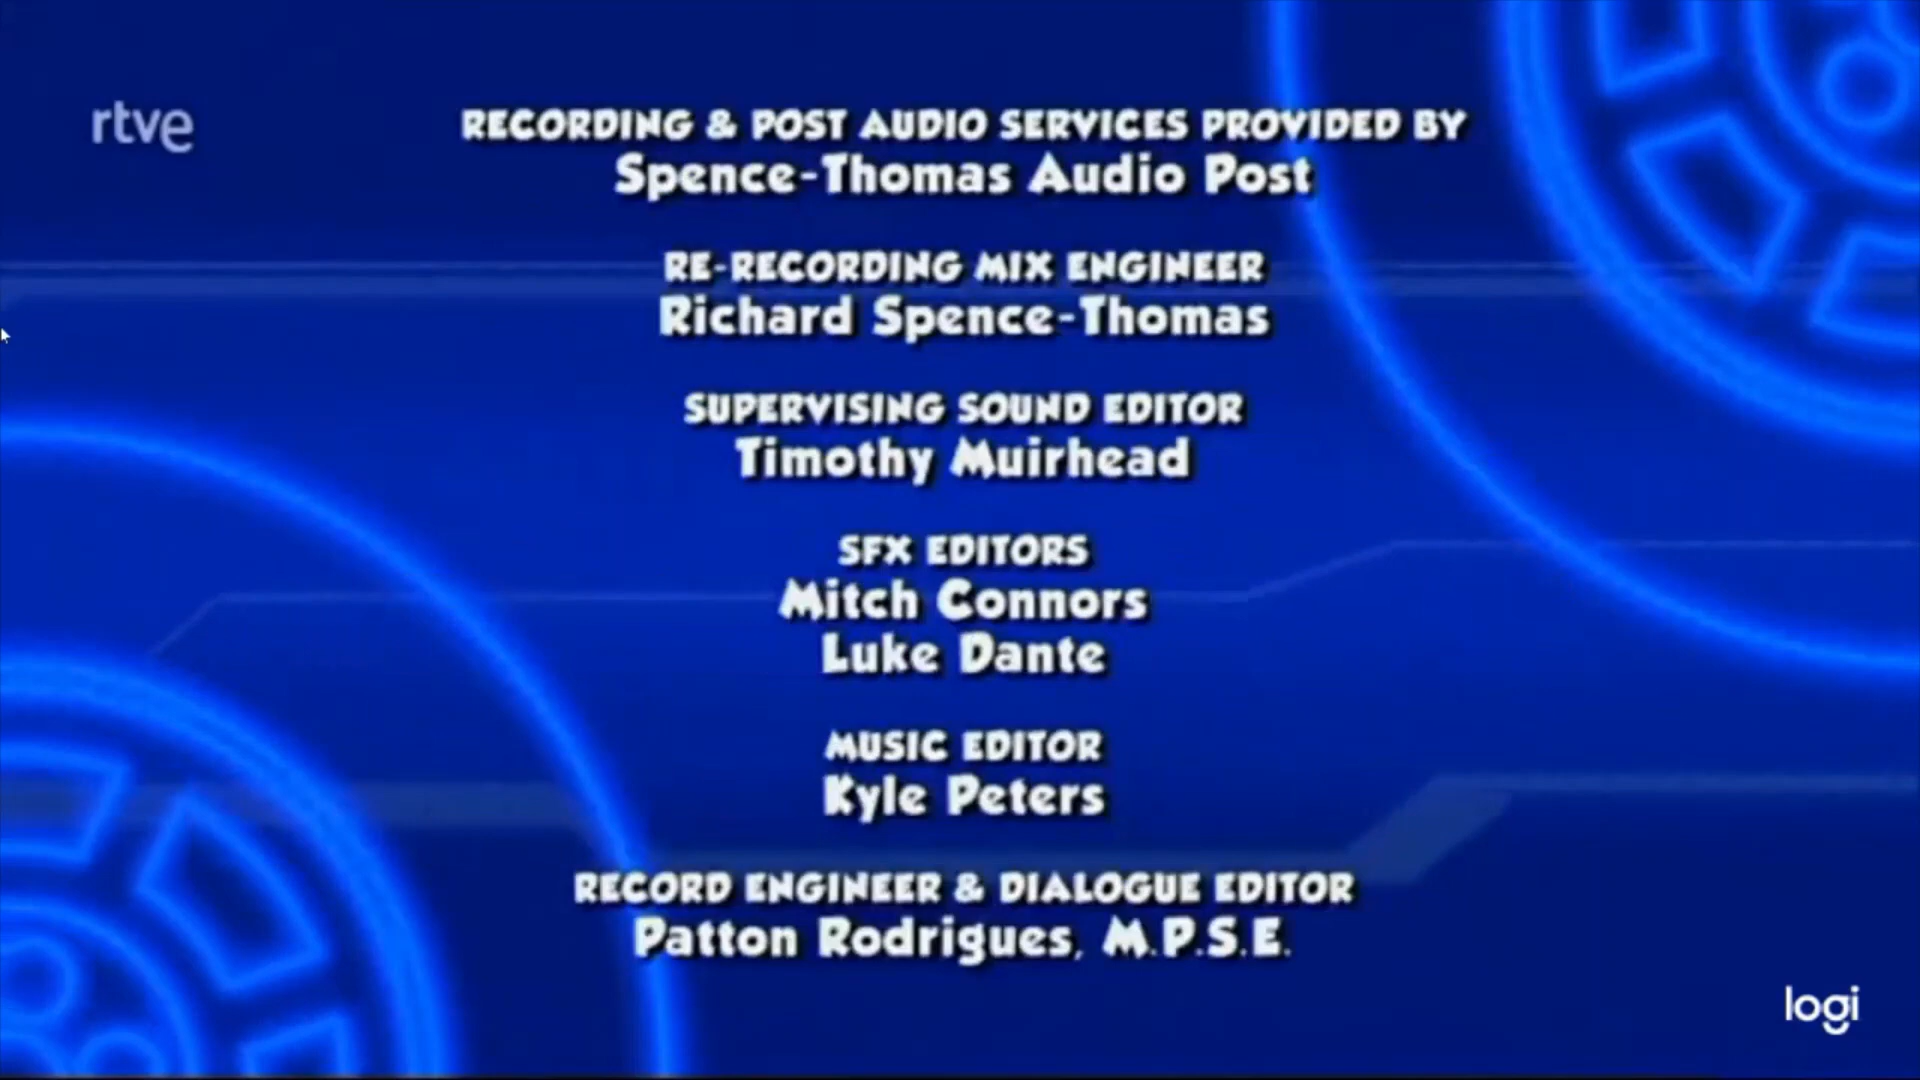 rtve
RECORDING & POST AUDIO SERVICES PROVIDED BY
Spence-Thomas Audio Post
RE-RECORDING MIX ENGINEER
Richard Spence-Thomas
SUPERVISING SOUND EDITOR
Timothy Muirhead
SFX EDITORS
Mitch Connors
Luke Dante
MUSIC EDITOR
Kyle Peters
RECORD ENGINEER & DIALOGUE EDITOR
Patton Rodrigues, M.P.S.E.
logi